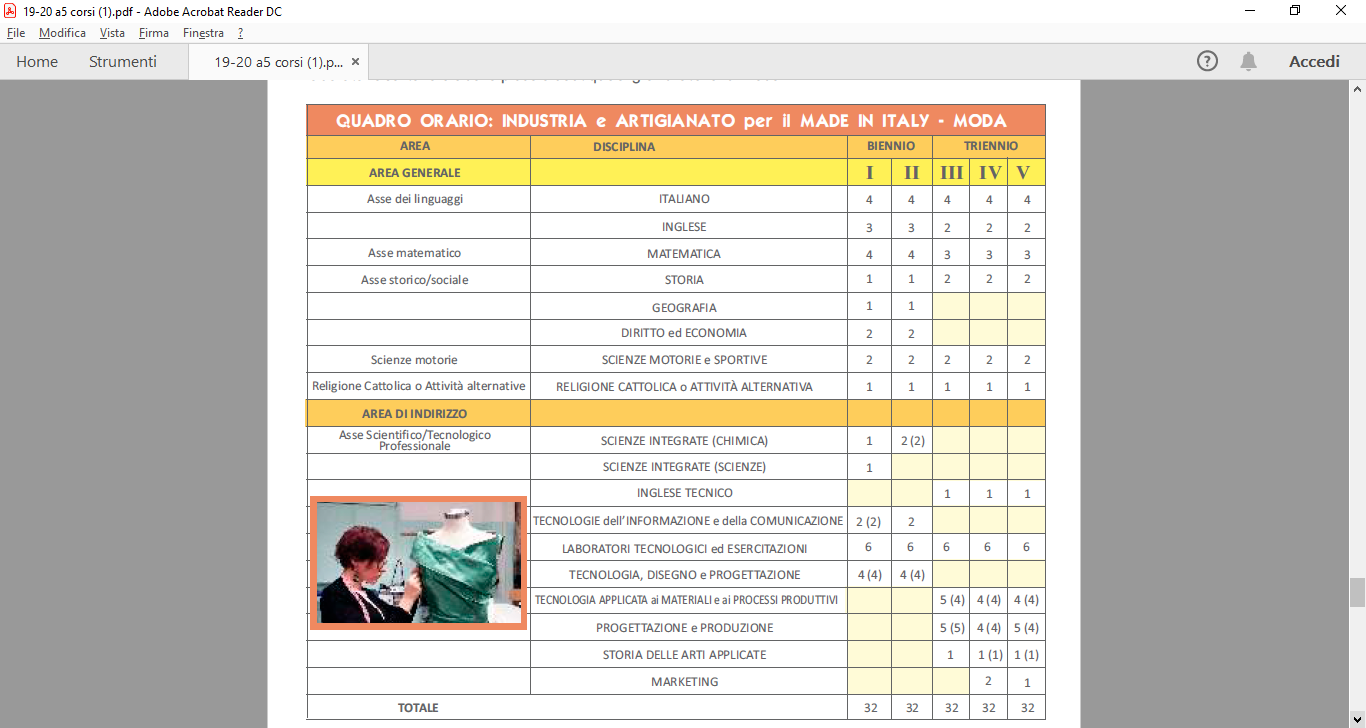 19-20 a5 corsi (1).pdf - Adobe Acrobat Reader DC
File Modifica Vista Firma Finestra ?
Home Strumenti 19-20 a5 corsi (1).p... × ? Accedi
QUADRO ORARIO: INDUSTRIA e ARTIGIANATO per il MADE IN ITALY - MODA
AREA DISCIPLINA BIENNIO TRIENNIO
AREA GENERALE I II III IV V
Asse dei linguaggi ITALIANO 4 4 4 4 4
INGLESE 3 3 2 2 2
Asse matematico MATEMATICA 4 4 3 3 3
Asse storico/sociale STORIA 1 1 2 2 2
GEOGRAFIA 1 1
DIRITTO ed ECONOMIA 2 2
Scienze motorie SCIENZE MOTORIE e SPORTIVE 2 2 2 2 2
Religione Cattolica o Attività alternative RELIGIONE CATTOLICA o ATTIVITÀ ALTERNATIVA 1 1 1 1 1
AREA DI INDIRIZZO
Asse Scientifico/Tecnologico
Professionale SCIENZE INTEGRATE (CHIMICA) 1 2 (2)
SCIENZE INTEGRATE (SCIENZE) 1
INGLESE TECNICO 1 1 1
TECNOLOGIE dell'INFORMAZIONE e della COMUNICAZIONE 2 (2) 2
LABORATORI TECNOLOGICI ed ESERCITAZIONI 6 6 6 6 6
TECNOLOGIA, DISEGNO e PROGETTAZIONE 4 (4) 4 (4)
TECNOLOGIA APPLICATA ai MATERIALI e ai PROCESSI PRODUTTIVI 5 (4) 4 (4) 4 (4)
PROGETTAZIONE e PRODUZIONE 5 (5) 4 (4) 5 (4)
STORIA DELLE ARTI APPLICATE 1 1 (1) 1 (1)
MARKETING 2 1
TOTALE 32 32 32 32 32